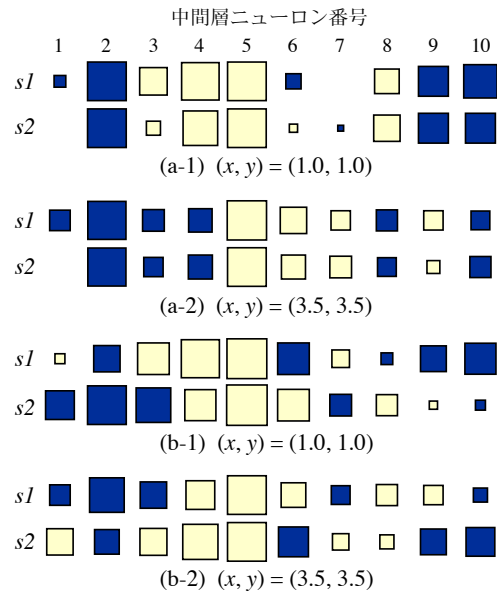 中間層ニューロン番号
1 2 3 4 5 6 7 8 9 10
s1
s2
(a-1) (x, y) = (1.0, 1.0)
s1
s2
(a-2) (x, y) = (3.5, 3.5)
s1
s2
(b-1) (x, y) = (1.0, 1.0)
s1
s2
(b-2) (x, y) = (3.5, 3.5)